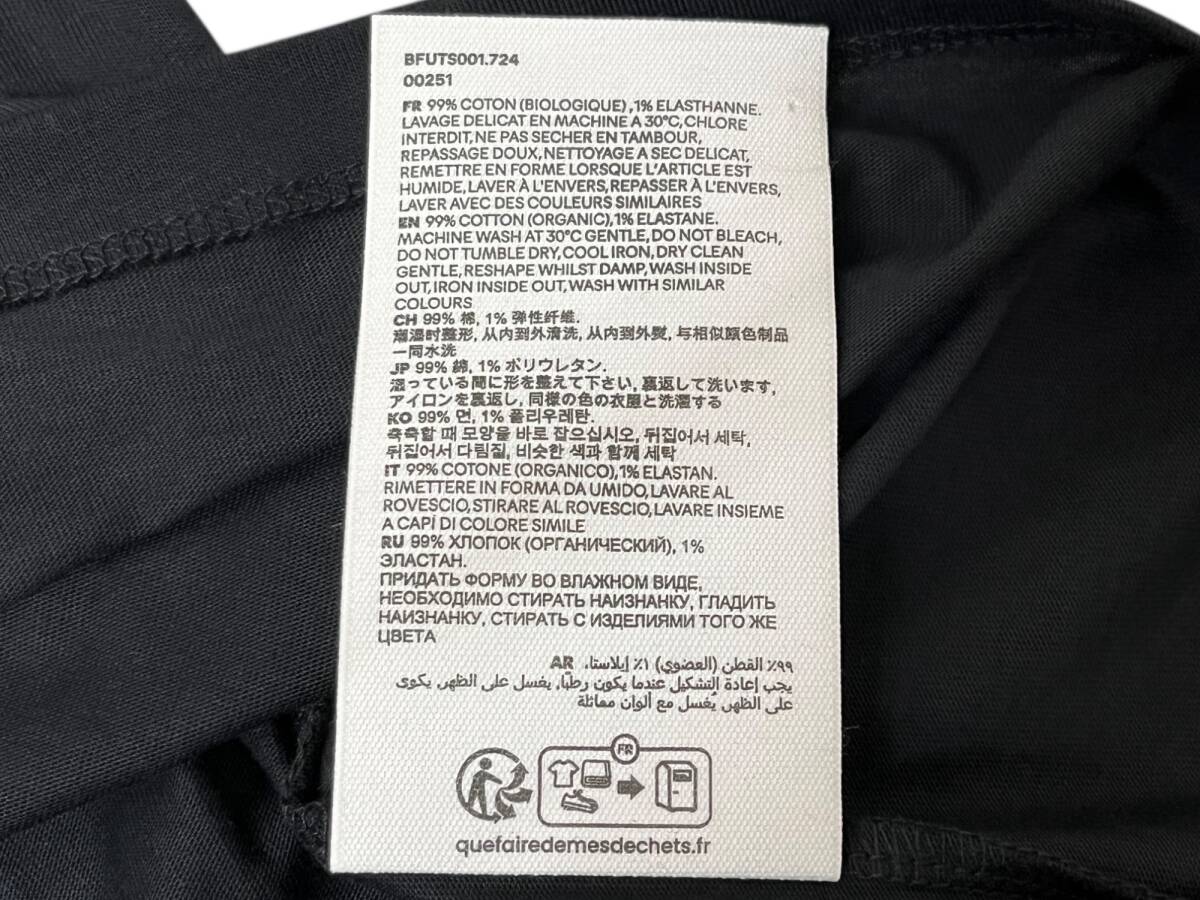 BFUTS001.724
00251
FR 99% COTON (BIOLOGIQUE), 1% ELASTHANNE.
LAVAGE DELICAT EN MACHINE A 30°C, CHLORE
INTERDIT, NE PAS SECHER EN TAMBOUR,
REPASSAGE DOUX, NETTOYAGE A SEC DELICAT,
REMETTRE EN FORME LORSQUE L'ARTICLE EST
HUMIDE, LAVER À L'ENVERS, REPASSER À L'ENVERS,
LAVER AVEC DES COULEURS SIMILAIRES
EN 99% COTTON (ORGANIC), 1% ELASTANE.
MACHINE WASH AT 30°C GENTLE, DO NOT BLEACH,
DO NOT TUMBLE DRY, COOL IRON, DRY CLEAN
GENTLE, RESHAPE WHILST DAMP, WASH INSIDE
OUT, IRON INSIDE OUT, WASH WITH SIMILAR
COLOURS
CH 99% 棉, 1% 弹性纤维.
潮湿时整形, 从内到外清洗, 从内到外熨, 与相似颜色制品
一同水洗
JP 99% 綿, 1% ポリウレタン.
湿っている間に形を整えて下さい, 裏返して洗います,
アイロンを裏返し, 同様の色の衣服と洗濯する
KO 99% 면, 1% 폴리우레탄.
축축할 때 모양을 바로 잡으십시오, 뒤집어서 세탁,
뒤집어서 다림질, 비슷한 색과 함께 세탁
IT 99% COTONE (ORGANICO), 1% ELASTAN.
RIMETTERE IN FORMA DA UMIDO, LAVARE AL
ROVESCIO, STIRARE AL ROVESCIO, LAVARE INSIEME
A CAPÍ DI COLORE SIMILE
RU 99% ХЛОПОК (ОРГАНИЧЕСКИЙ), 1%
ЭЛАСТАН.
ПРИДАТЬ ФОРМУ ВО ВЛАЖНОМ ВИДЕ,
НЕОБХОДИМО СТИРАТЬ НАИЗНАНКУ, ГЛАДИТЬ
НАИЗНАНКУ, СТИРАТЬ С ИЗДЕЛИЯМИ ТОГО ЖЕ
ЦВЕТА
AR ٩٩٪ القطن (العضوي) ١٪ إيلاستا،
يجب إعادة التشكيل عندما يكون رطبًا, يغسل على الظهر, يكوى
على الظهر, يُغسل مع ألوان مماثلة
FR
quefairedemesdechets.fr